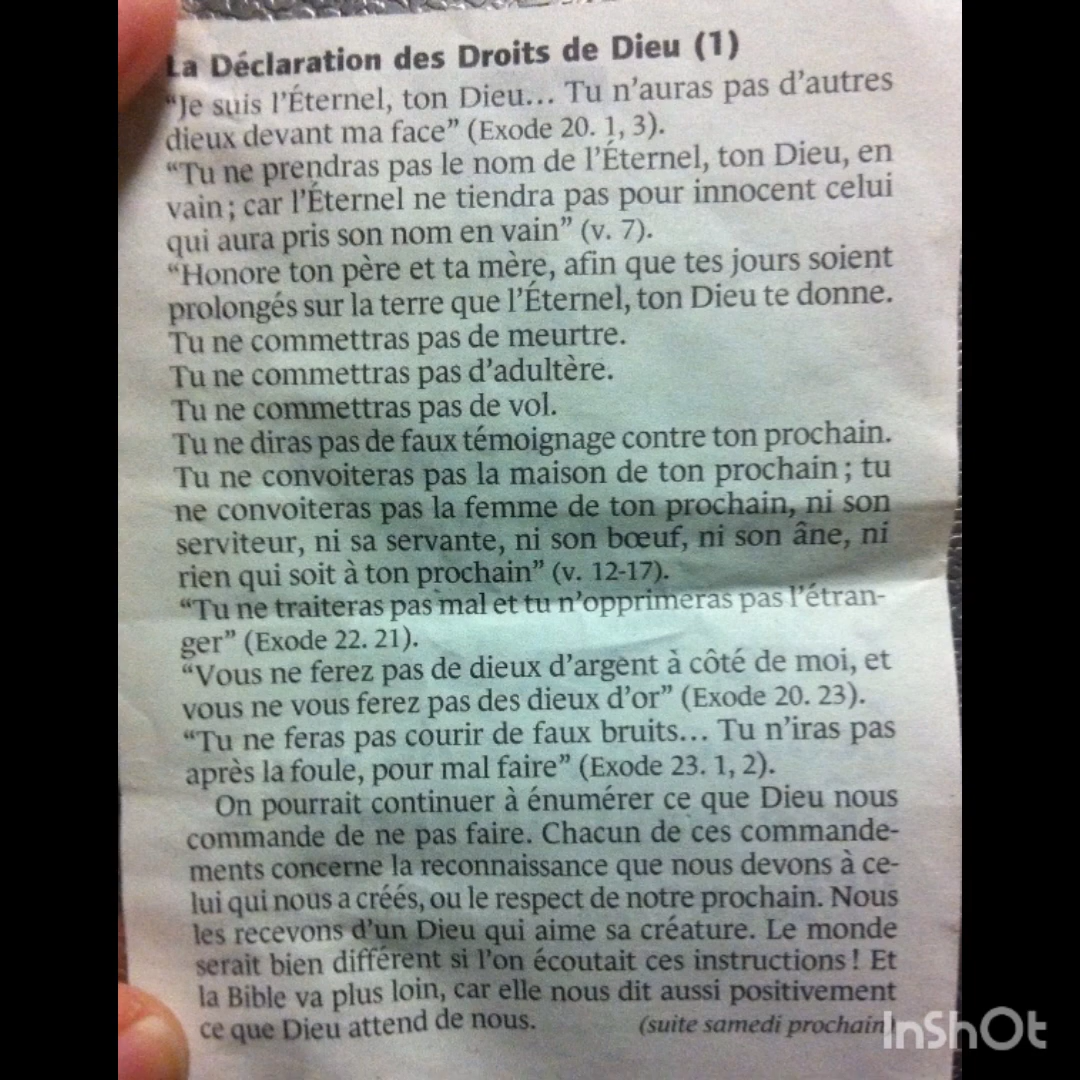 La Déclaration des Droits de Dieu (1)
“Je suis l’Éternel, ton Dieu... Tu n’auras pas d’autres
dieux devant ma face” (Exode 20. 1, 3).
“Tu ne prendras pas le nom de l’Éternel, ton Dieu, en
vain ; car l’Éternel ne tiendra pas pour innocent celui
qui aura pris son nom en vain” (v. 7).
“Honore ton père et ta mère, afin que tes jours soient
prolongés sur la terre que l’Éternel, ton Dieu te donne.
Tu ne commettras pas de meurtre.
Tu ne commettras pas d’adultère.
Tu ne commettras pas de vol.
Tu ne diras pas de faux témoignage contre ton prochain.
Tu ne convoiteras pas la maison de ton prochain ; tu
ne convoiteras pas la femme de ton prochain, ni son
serviteur, ni sa servante, ni son bœuf, ni son âne, ni
rien qui soit à ton prochain” (v. 12-17).
“Tu ne traiteras pas mal et tu n’opprimeras pas l’étran-
ger” (Exode 22. 21).
“Vous ne ferez pas de dieux d’argent à côté de moi, et
vous ne vous ferez pas des dieux d’or” (Exode 20. 23).
“Tu ne feras pas courir de faux bruits... Tu n’iras pas
après la foule, pour mal faire” (Exode 23. 1, 2).
On pourrait continuer à énumérer ce que Dieu nous
commande de ne pas faire. Chacun de ces commande-
ments concerne la reconnaissance que nous devons à ce-
lui qui nous a créés, ou le respect de notre prochain. Nous
les recevons d’un Dieu qui aime sa créature. Le monde
serait bien différent si l’on écoutait ces instructions ! Et
la Bible va plus loin, car elle nous dit aussi positivement
ce que Dieu attend de nous. (suite samedi prochain)
InShOt